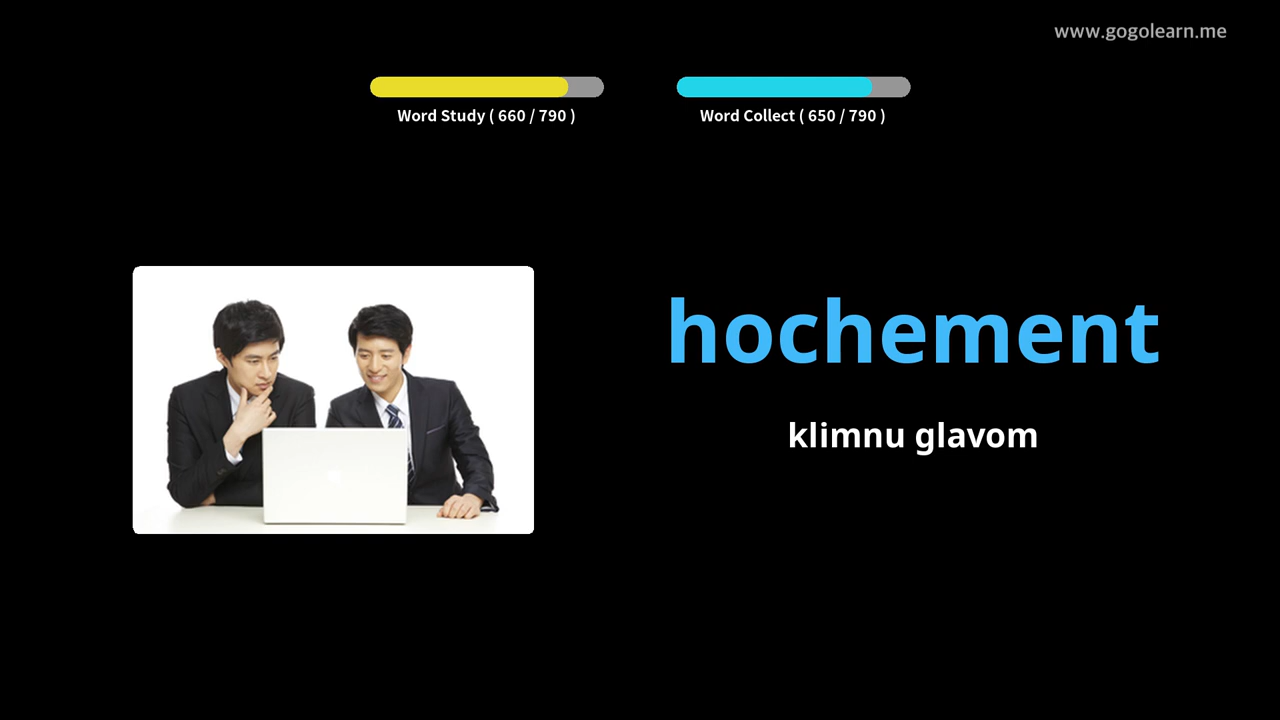 www.gogolearn.me
Word Study ( 660 / 790 )
Word Collect ( 650 / 790 )
hochement
klimnu glavom